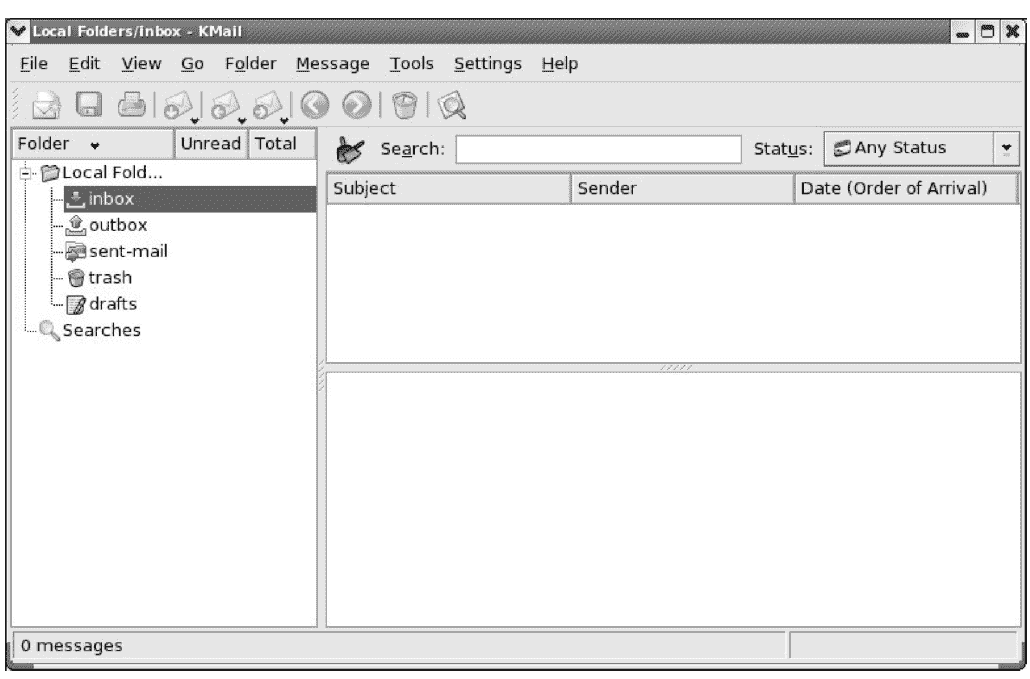 Local Folders/inbox - KMail
File Edit View Go Folder Message Tools Settings Help
Folder Unread Total
Search: Status: Any Status
Local Fold...
Subject Sender Date (Order of Arrival)
inbox
outbox
sent-mail
trash
drafts
Searches
0 messages